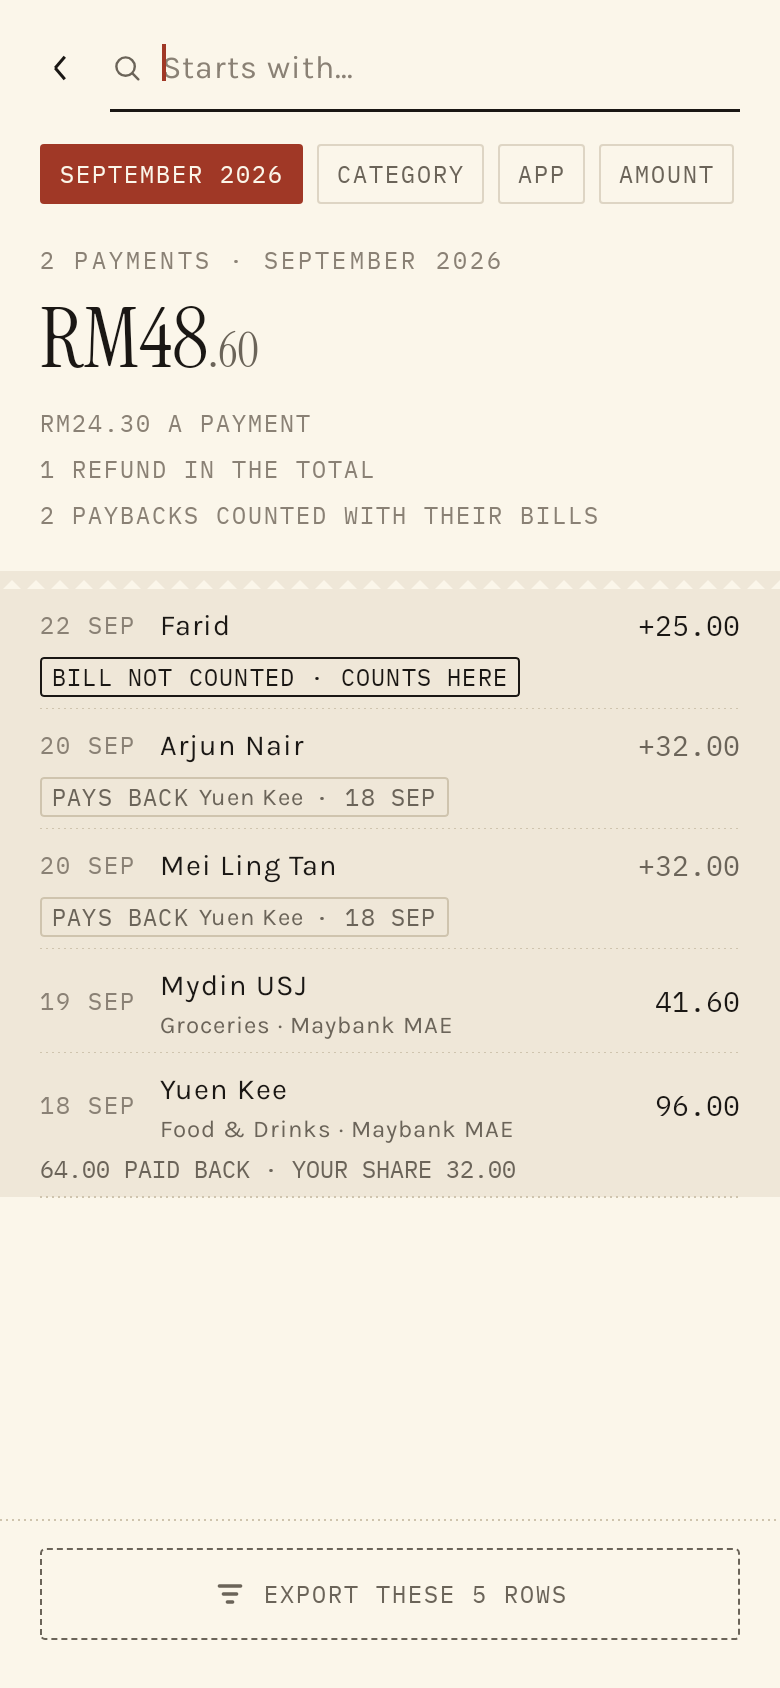 Starts with…
SEPTEMBER 2026 CATEGORY APP AMOUNT
2 PAYMENTS · SEPTEMBER 2026
RM48.60
RM24.30 A PAYMENT
1 REFUND IN THE TOTAL
2 PAYBACKS COUNTED WITH THEIR BILLS
22 SEP Farid +25.00
BILL NOT COUNTED · COUNTS HERE
20 SEP Arjun Nair +32.00
PAYS BACK Yuen Kee · 18 SEP
20 SEP Mei Ling Tan +32.00
PAYS BACK Yuen Kee · 18 SEP
19 SEP Mydin USJ 41.60
Groceries · Maybank MAE
18 SEP Yuen Kee 96.00
Food & Drinks · Maybank MAE
64.00 PAID BACK · YOUR SHARE 32.00
EXPORT THESE 5 ROWS